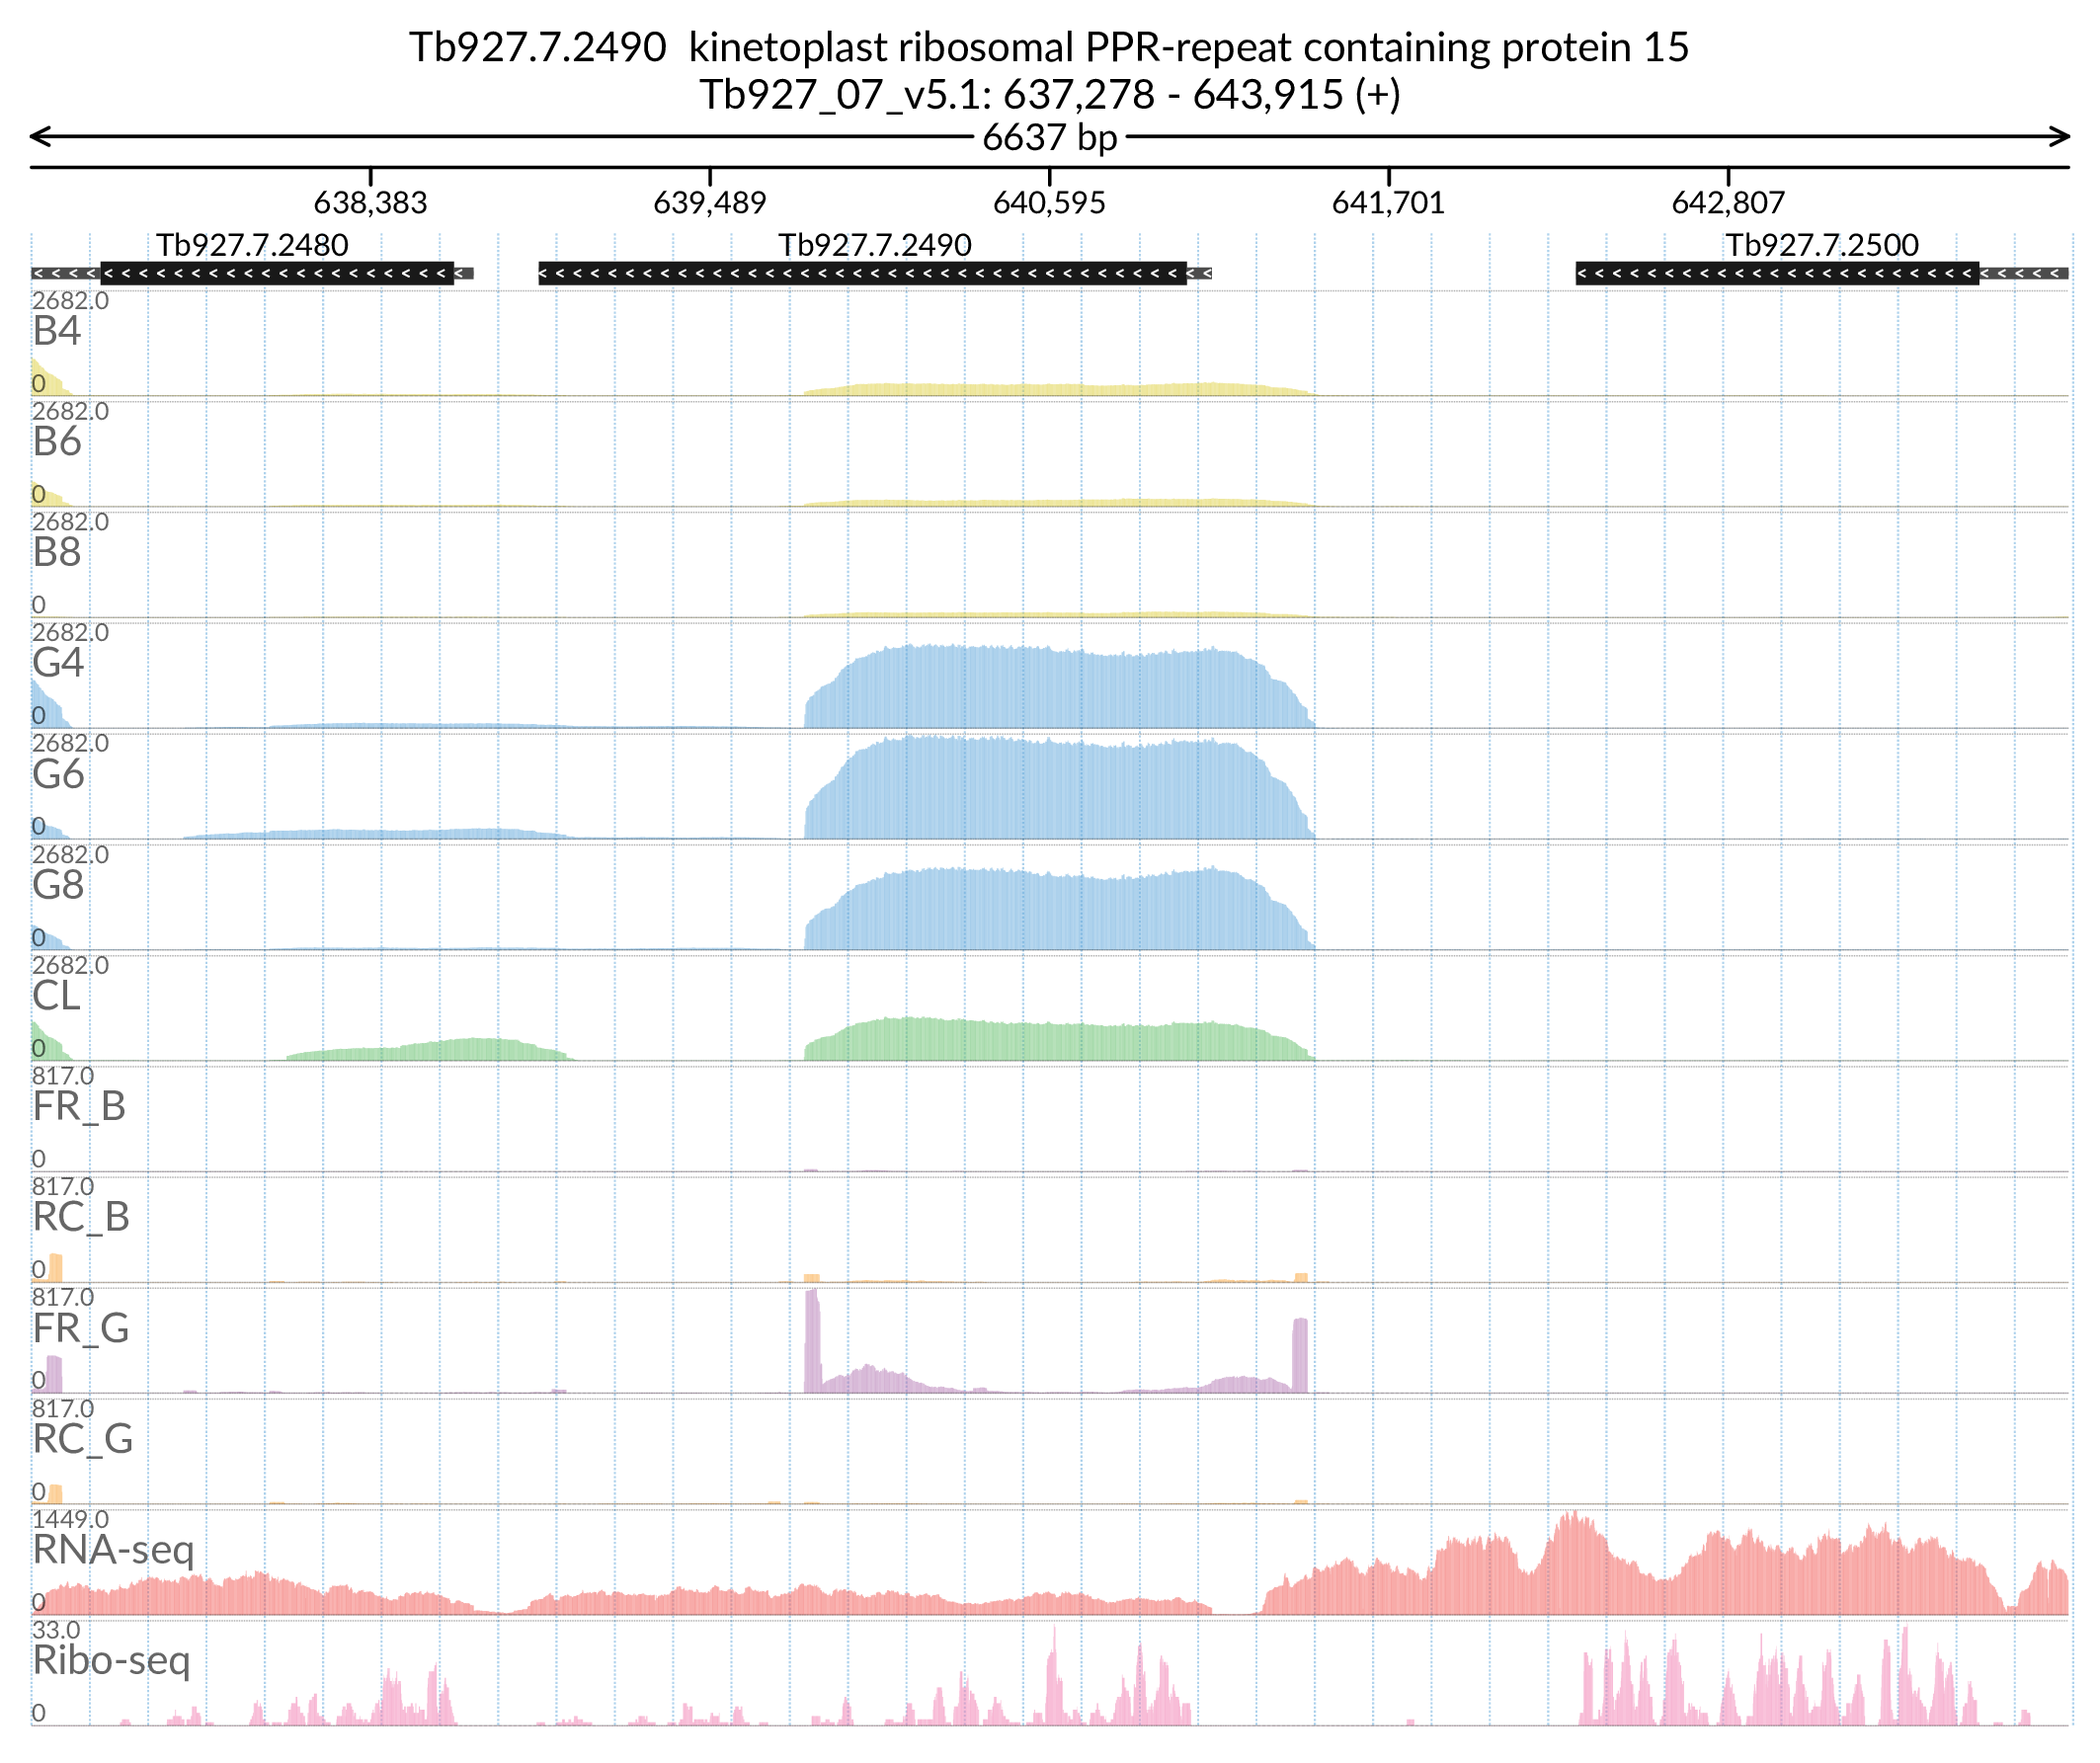 Tb927.7.2490 kinetoplast ribosomal PPR-repeat containing protein 15
Tb927_07_v5.1: 637,278 - 643,915 (+)
6637 bp
638,383 639,489 640,595 641,701 642,807
Tb927.7.2480 Tb927.7.2490 Tb927.7.2500
2682.0
B4
0
2682.0
B6
0
2682.0
B8
0
2682.0
G4
0
2682.0
G6
0
2682.0
G8
0
2682.0
CL
0
817.0
FR_B
0
817.0
RC_B
0
817.0
FR_G
0
817.0
RC_G
0
1449.0
RNA-seq
0
33.0
Ribo-seq
0